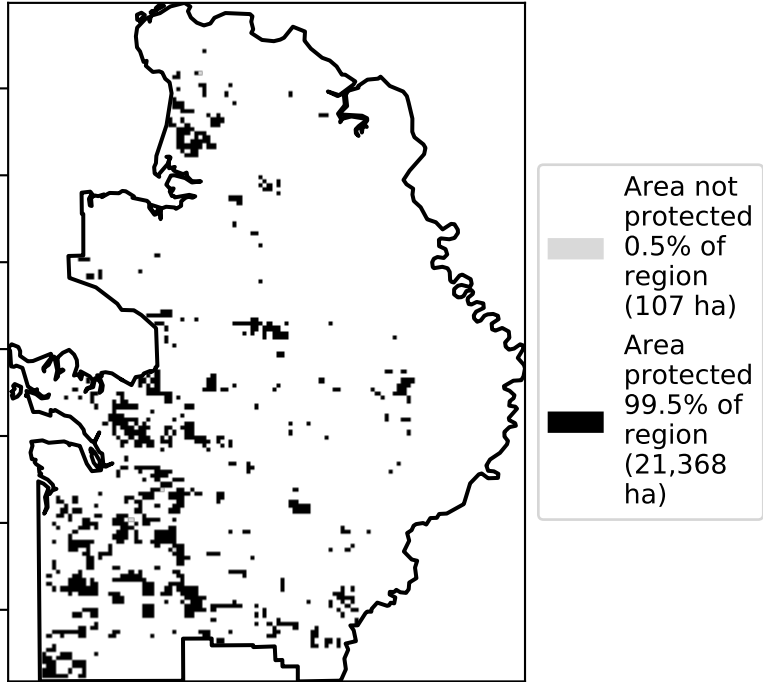 Area not
protected
0.5% of
region
(107 ha)
Area
protected
99.5% of
region
(21,368
ha)